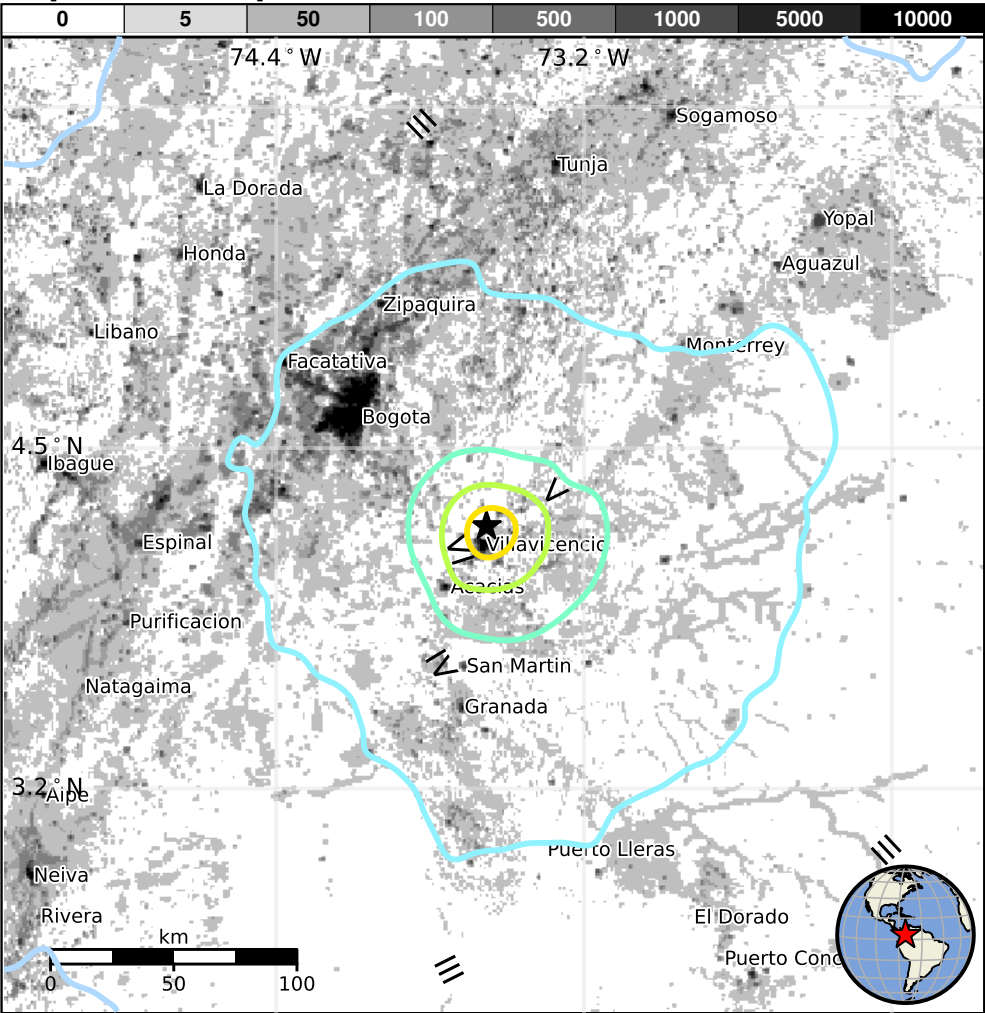 0 5 50 100 500 1000 5000 10000
74.4°W 73.2°W
Sogamoso
III
Tunja
La Dorada
Yopal
Honda
Aguazul
Zipaquira
Libano
Monterrey
Facatativa
Bogota
4.5°N
Ibague
V
Espinal
Villavicencio
V
Acacias
Purificacion
IV
San Martin
Natagaima
Granada
3.2°N
Aipe
Puerto Lleras
III
Neiva
Rivera
El Dorado
km
Puerto Conc
III
0 50 100